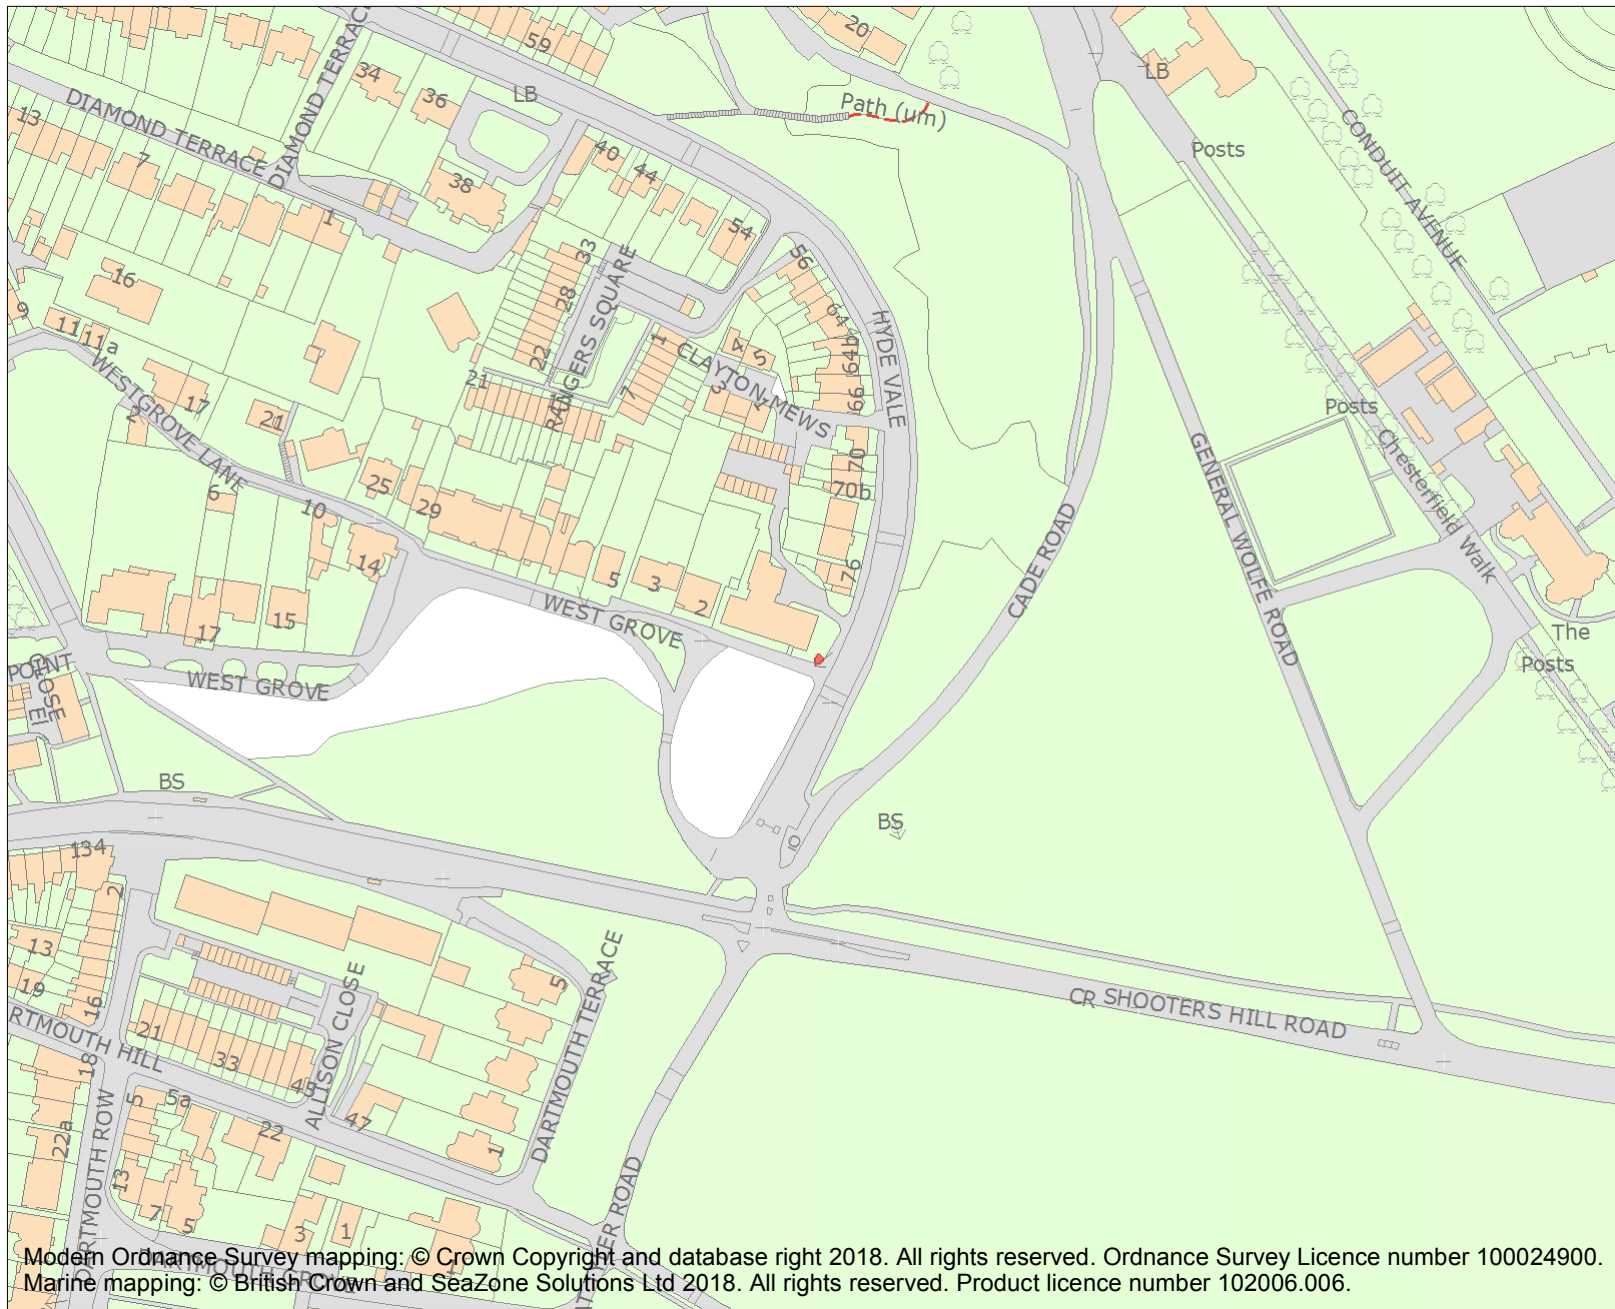 59
20
LB
DIAMOND TERRACE
34
36
LB
Path (um)
CONDUIT AVENUE
DIAMOND TERRACE
13
7
38
40
44
Posts
1
54
56
33
16
28
RANGERS SQUARE
HYDE VALE
64
64b
9
11
11a
22
1
CLAYTON MEWS
4
5
WESTGROVE LANE
17
21
7
3
66
Posts
2
21
GENERAL WOLFE ROAD
Chesterfield Walk
25
29
70
70b
6
10
14
CADE ROAD
5
3
2
76
WEST GROVE
15
17
The
Posts
POINT
CLOSE
WEST GROVE
BS
BS
134
2
13
19
16
5
DARTMOUTH TERRACE
CR
SHOOTERS HILL ROAD
21
33
45
ALLISON CLOSE
RTMOUTH HILL
18
5
5a
22
47
1
22a
DARTMOUTH ROW
13
7
5
3
1
Modern Ordnance Survey mapping: © Crown Copyright and database right 2018. All rights reserved. Ordnance Survey Licence number 100024900.
DARTMOUTH GROVE
Marine mapping: © British Crown and SeaZone Solutions Ltd 2018. All rights reserved. Product licence number 102006.006.